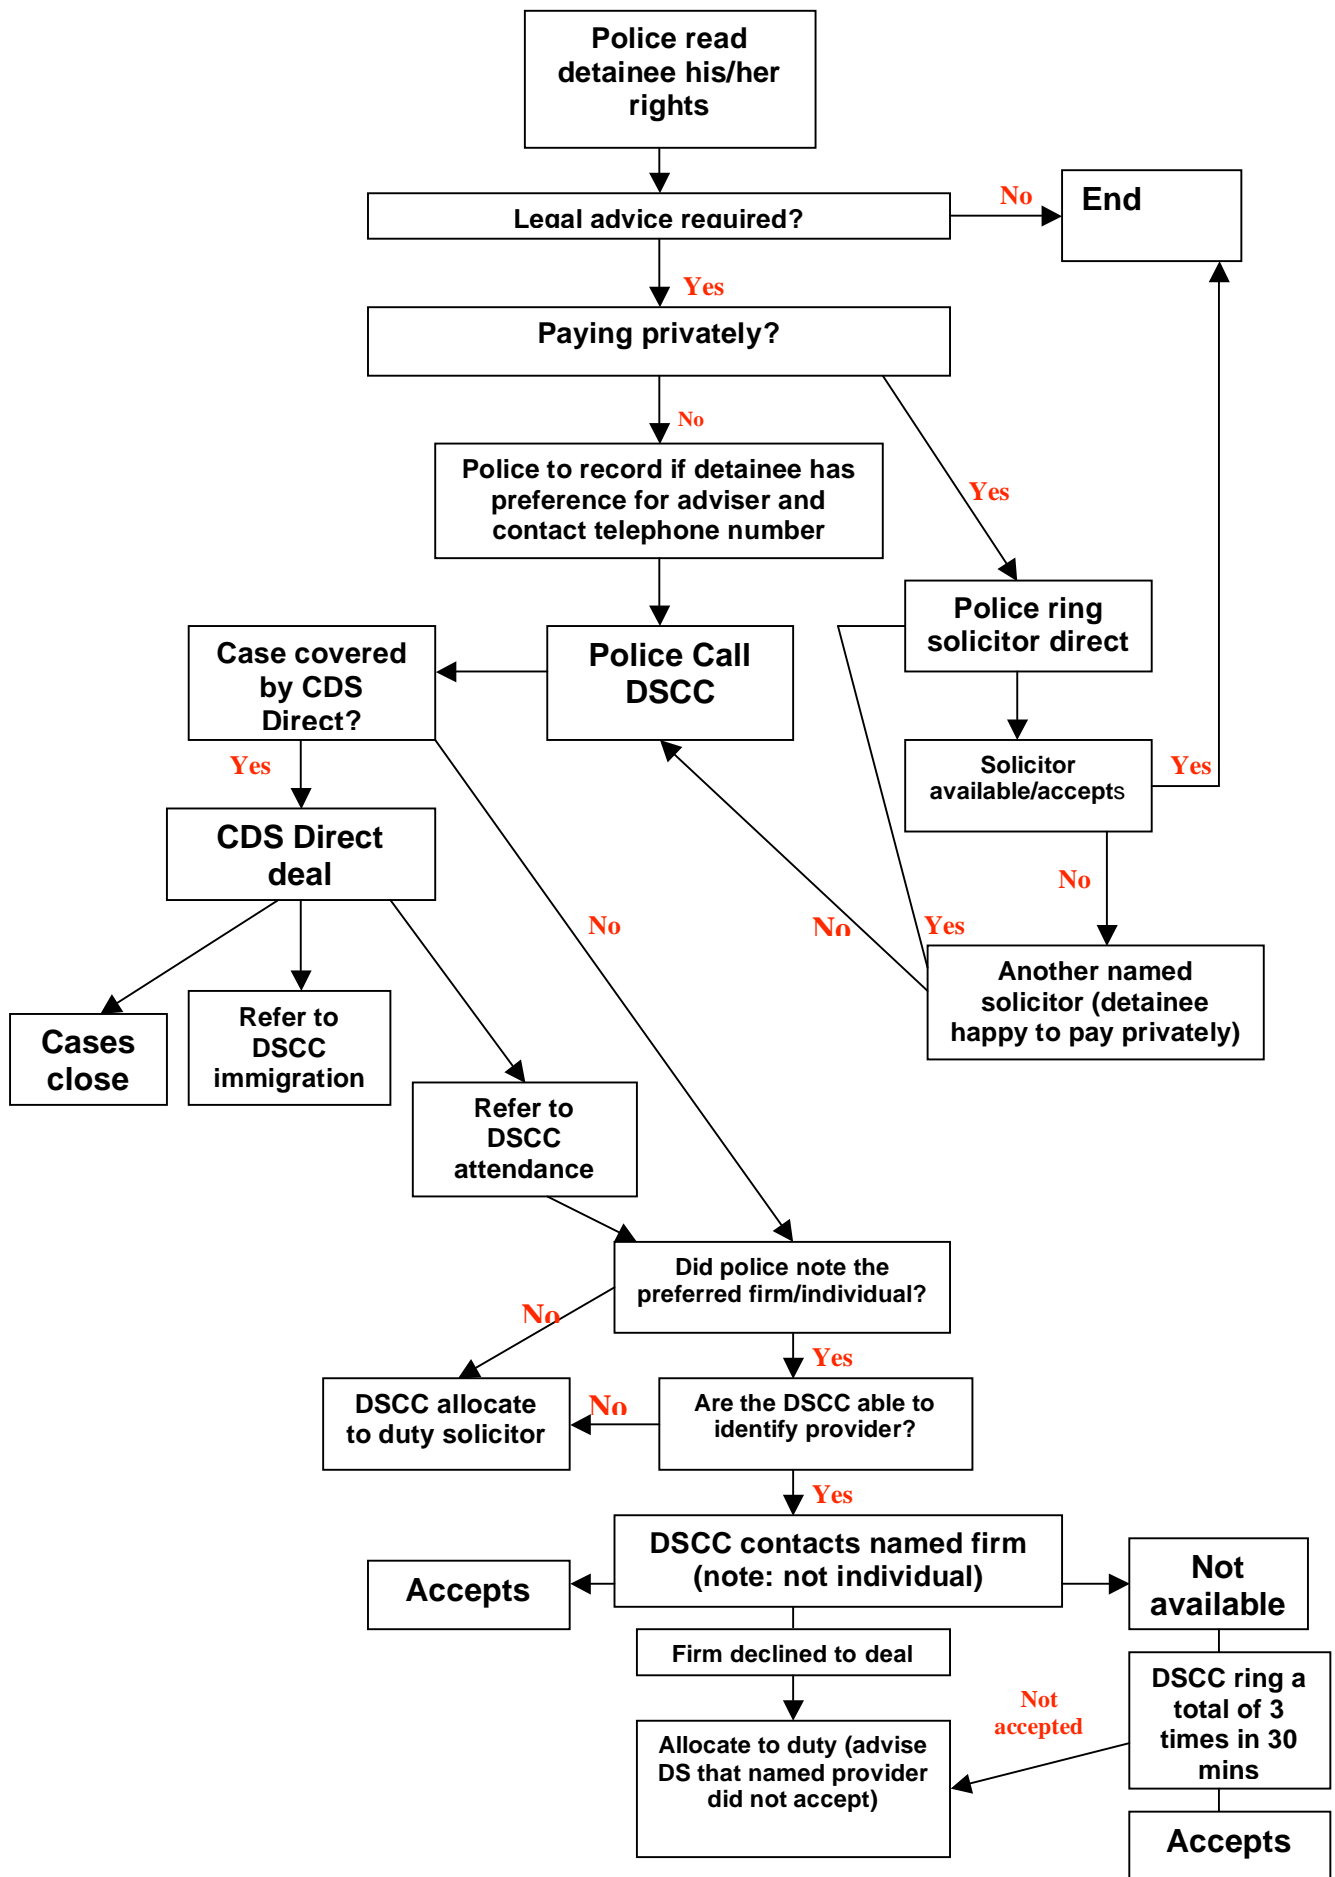 Police read
detainee his/her
rights
Legal advice required?
No
End
Yes
Paying privately?
No
Yes
Police to record if detainee has
preference for adviser and
contact telephone number
Police ring
solicitor direct
Case covered
by CDS
Direct?
Police Call
DSCC
Solicitor
available/accepts
Yes
Yes
CDS Direct
deal
No
No
No
Yes
Another named
solicitor (detainee
happy to pay privately)
Cases
close
Refer to
DSCC
immigration
Refer to
DSCC
attendance
Did police note the
preferred firm/individual?
No
Yes
DSCC allocate
to duty solicitor
No
Are the DSCC able to
identify provider?
Yes
DSCC contacts named firm
(note: not individual)
Accepts
Not
available
Firm declined to deal
DSCC ring a
total of 3
times in 30
mins
Not
accepted
Allocate to duty (advise
DS that named provider
did not accept)
Accepts